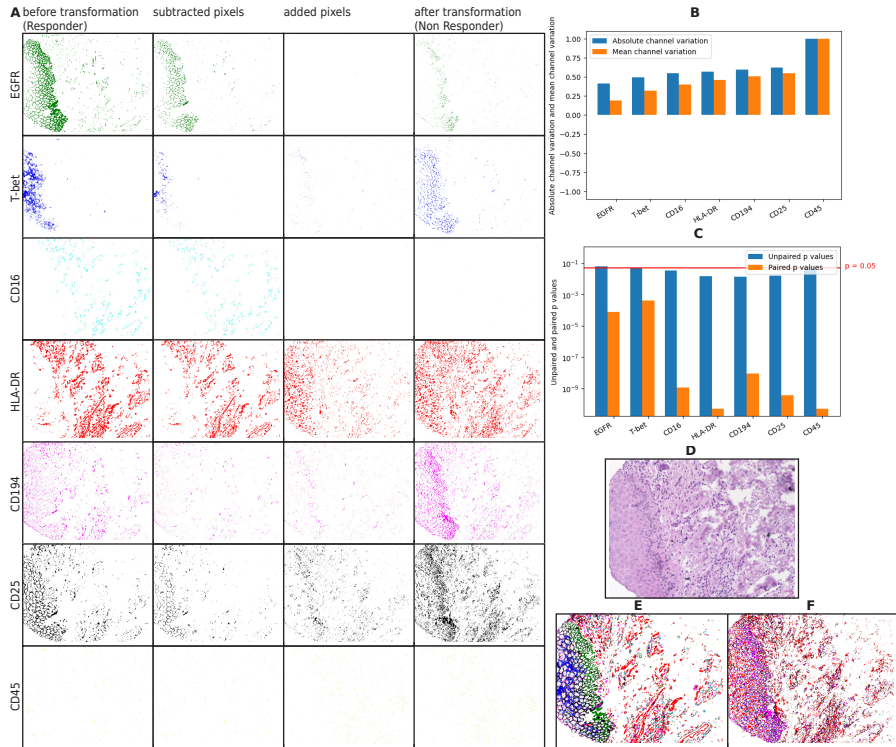 A before transformation subtracted pixels added pixels after transformation
(Responder) (Non Responder)
EGFR
T-bet
CD16
HLA-DR
CD194
CD25
CD45
B
Absolute channel variation and mean channel variation
1.00
0.75
0.50
0.25
0.00
−0.25
−0.50
−0.75
−1.00
Absolute channel variation
Mean channel variation
EGFR T-bet CD16 HLA-DR CD194 CD25 CD45
C
Unpaired and paired p values
10⁻¹
10⁻³
10⁻⁵
10⁻⁷
10⁻⁹
Unpaired p values
Paired p values
p = 0.05
EGFR T-bet CD16 HLA-DR CD194 CD25 CD45
D
E F